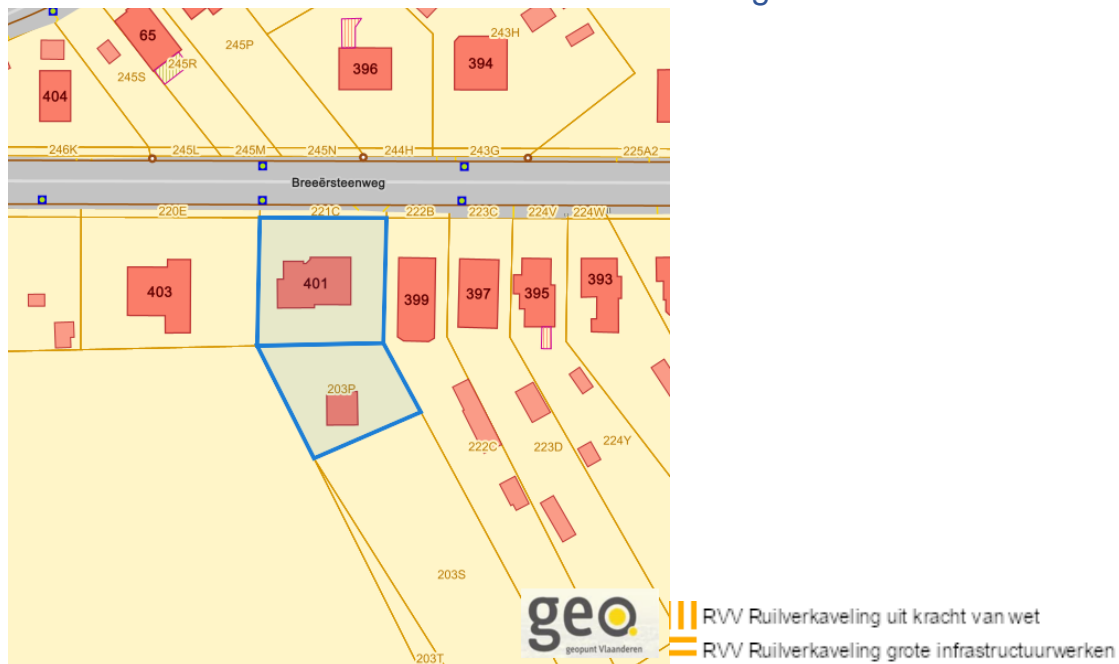 65
245P
243H
245R
245S
396
394
404
246K 245L 245M 245N 244H 243G 225A2
Breeërsteenweg
220E 221C 222B 223C 224V 224W
403
401
399
397
395
393
203P
222C
223D
224Y
203S
203T
geo.
geopunt Vlaanderen
RVV Ruilverkaveling uit kracht van wet
RVV Ruilverkaveling grote infrastructuurwerken